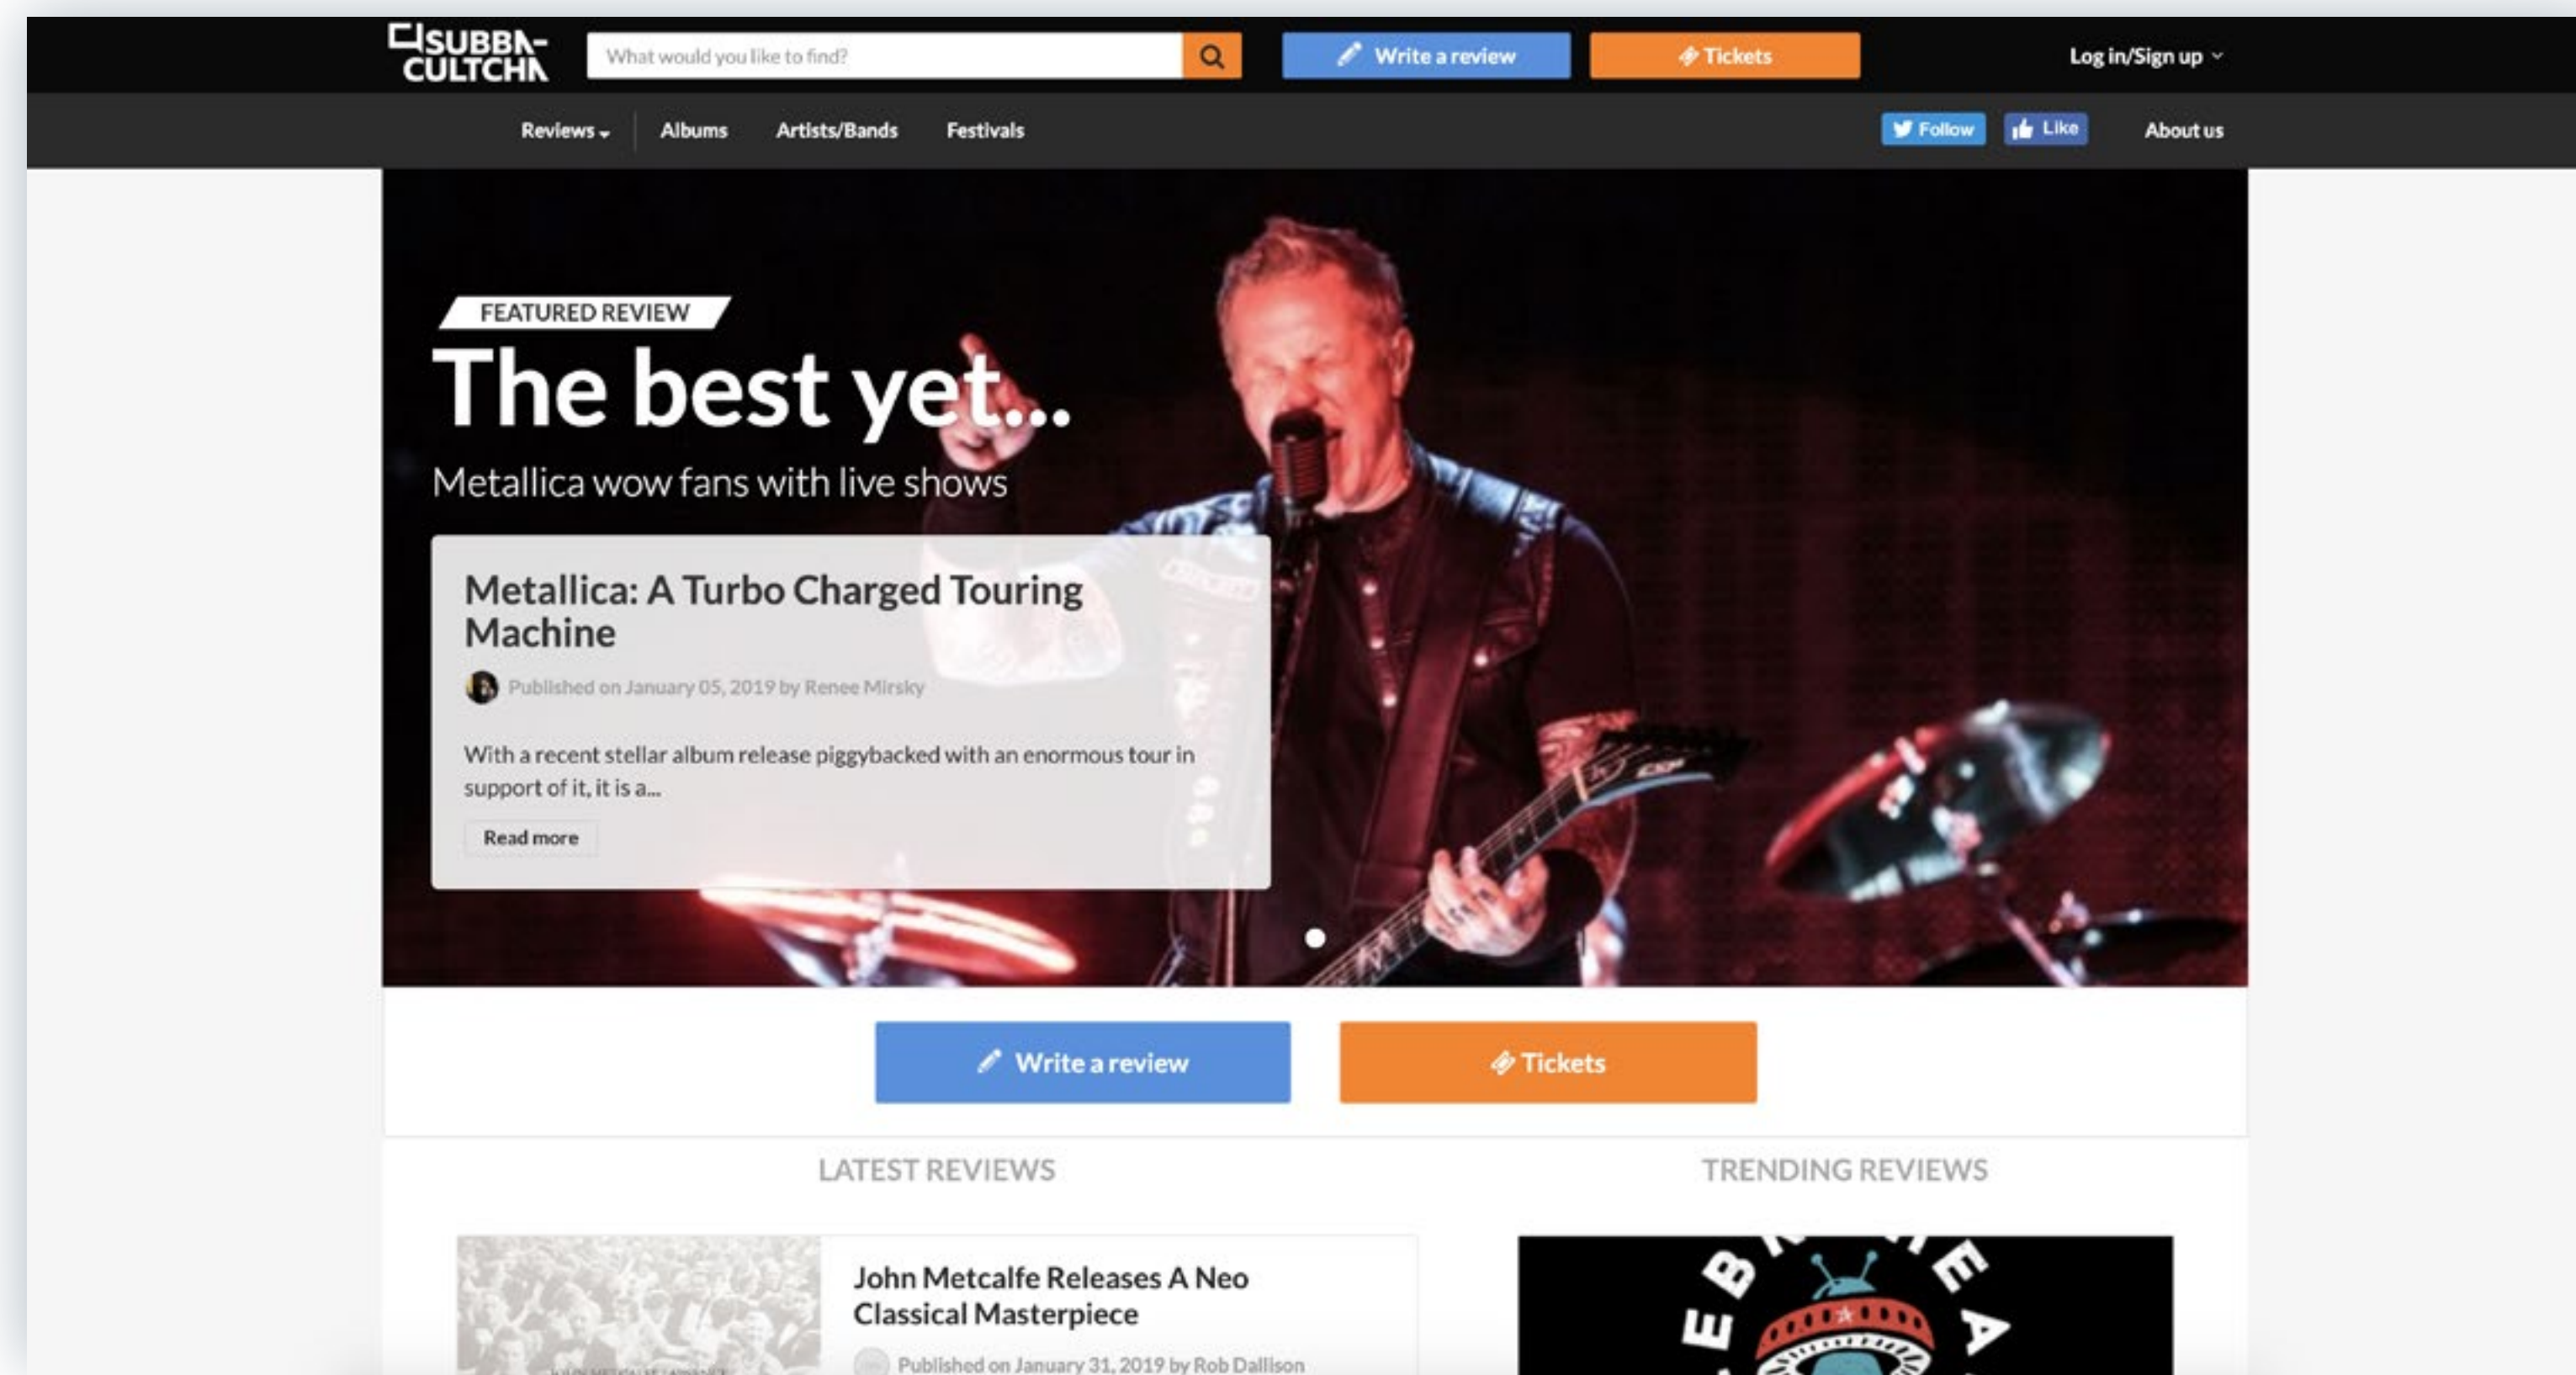 SUBBA-
CULTCHA
What would you like to find?
Write a review
Tickets
Log in/Sign up
Reviews
Albums
Artists/Bands
Festivals
Follow
Like
About us
FEATURED REVIEW
The best yet...
Metallica wow fans with live shows
Metallica: A Turbo Charged Touring
Machine
Published on January 05, 2019 by Renee Mirsky
With a recent stellar album release piggybacked with an enormous tour in
support of it, it is a...
Read more
Write a review
Tickets
LATEST REVIEWS
TRENDING REVIEWS
John Metcalfe Releases A Neo
Classical Masterpiece
Published on January 31, 2019 by Rob Dallison